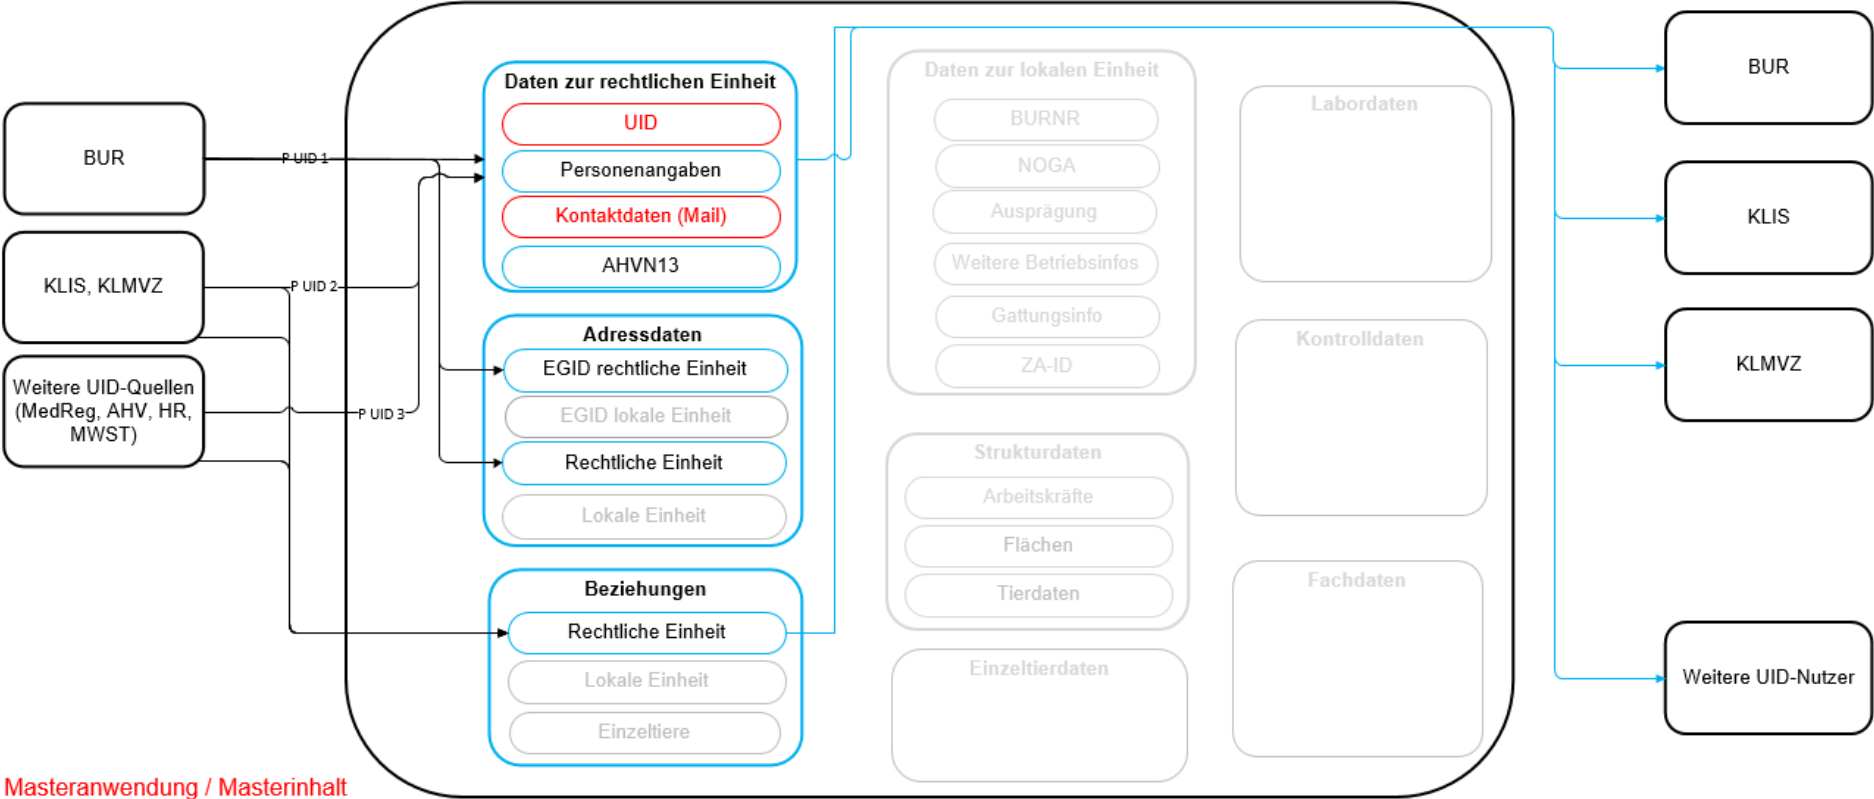 BUR
KLIS, KLMVZ
Weitere UID-Quellen
(MedReg, AHV, HR,
MWST)
P UID 1
P UID 2
P UID 3
Daten zur rechtlichen Einheit
UID
Personenangaben
Kontaktdaten (Mail)
AHVN13
Adressdaten
EGID rechtliche Einheit
EGID lokale Einheit
Rechtliche Einheit
Lokale Einheit
Beziehungen
Rechtliche Einheit
Lokale Einheit
Einzeltiere
Daten zur lokalen Einheit
BURNR
NOGA
Ausprägung
Weitere Betriebsinfos
Gattungsinfo
ZA-ID
Strukturdaten
Arbeitskräfte
Flächen
Tierdaten
Einzeltierdaten
Labordaten
Kontrolldaten
Fachdaten
BUR
KLIS
KLMVZ
Weitere UID-Nutzer
Masteranwendung / Masterinhalt